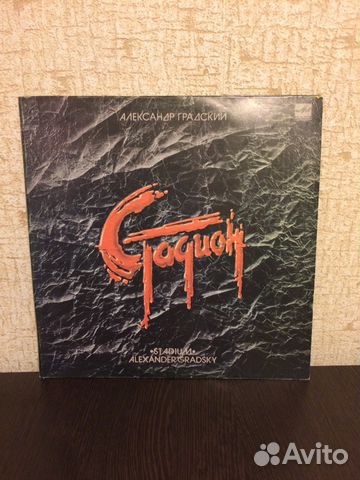 АЛЕКСАНДР ГРАДСКИЙ
Стадион
«STADIUM»
ALEXANDER GRADSKY
Avito